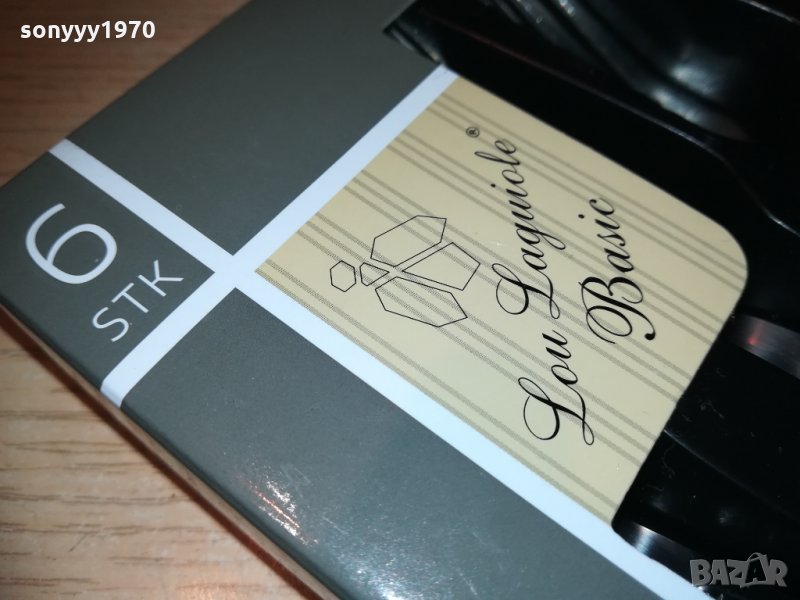 sonyyy1970
6
STK
Lou Laguiole®
Basic
BAZAR